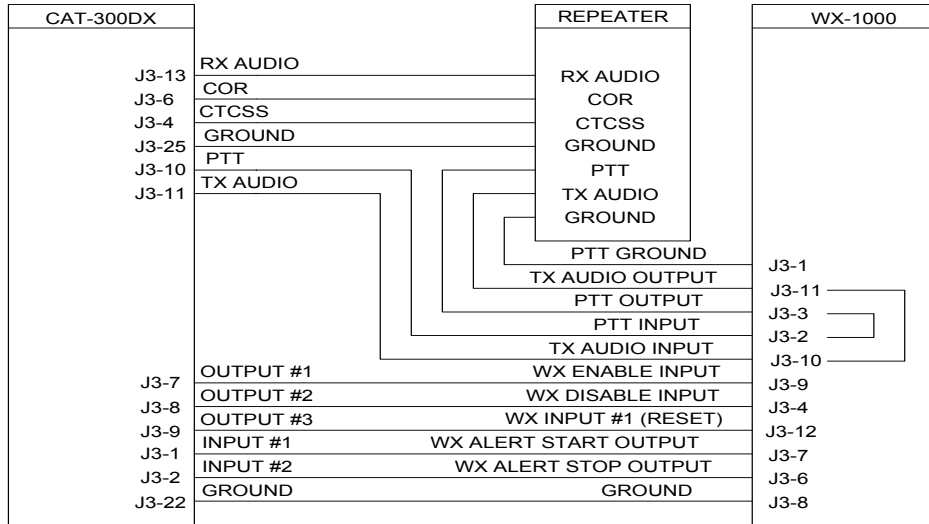 CAT-300DX REPEATER WX-1000
J3-13 RX AUDIO RX AUDIO
J3-6 COR COR
J3-4 CTCSS CTCSS
J3-25 GROUND GROUND
J3-10 PTT PTT
J3-11 TX AUDIO TX AUDIO
GROUND
PTT GROUND J3-1
TX AUDIO OUTPUT J3-11
PTT OUTPUT J3-3
PTT INPUT J3-2
TX AUDIO INPUT J3-10
J3-7 OUTPUT #1 WX ENABLE INPUT J3-9
J3-8 OUTPUT #2 WX DISABLE INPUT J3-4
J3-9 OUTPUT #3 WX INPUT #1 (RESET) J3-12
J3-1 INPUT #1 WX ALERT START OUTPUT J3-7
J3-2 INPUT #2 WX ALERT STOP OUTPUT J3-6
J3-22 GROUND GROUND J3-8